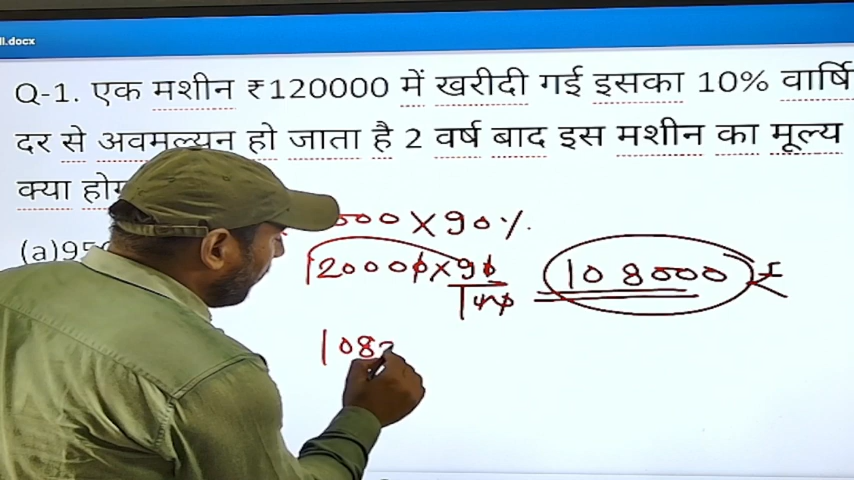 ll.docx
Q-1. एक मशीन ₹120000 में खरीदी गई इसका 10% वार्षि
दर से अवमूल्यन हो जाता है 2 वर्ष बाद इस मशीन का मूल्य
क्या
000 X 90%.
(a)95
120000 X 90
100
108000 ₹
108